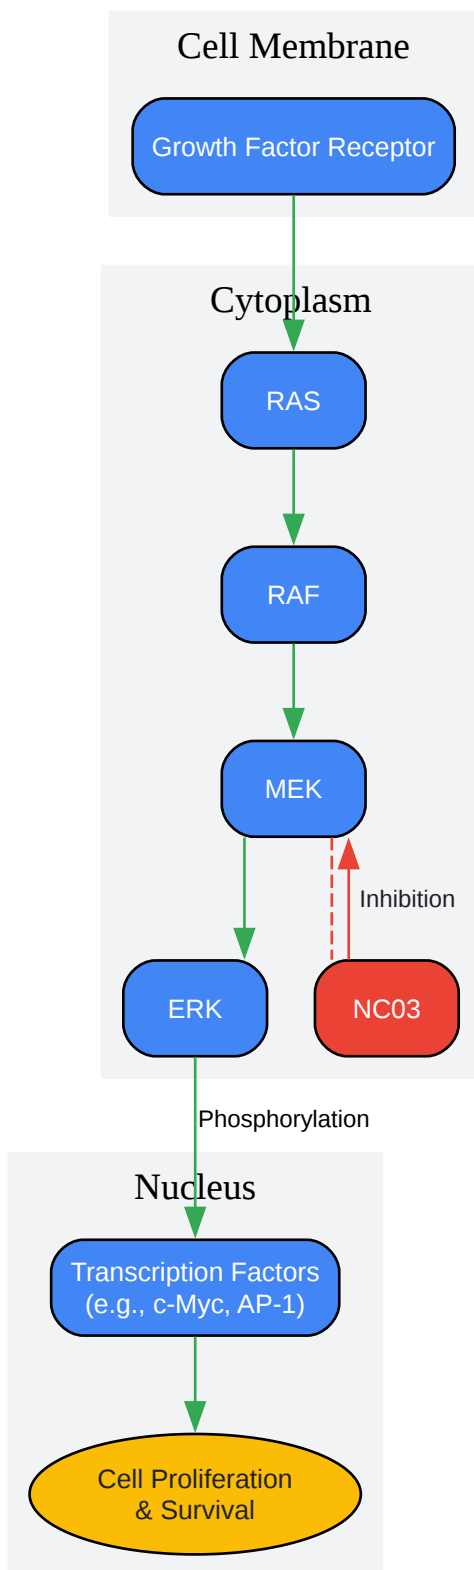 Cell Membrane
Growth Factor Receptor
Cytoplasm
RAS
RAF
MEK
Inhibition
ERK
NC03
Phosphorylation
Nucleus
Transcription Factors
(e.g., c-Myc, AP-1)
Cell Proliferation
& Survival